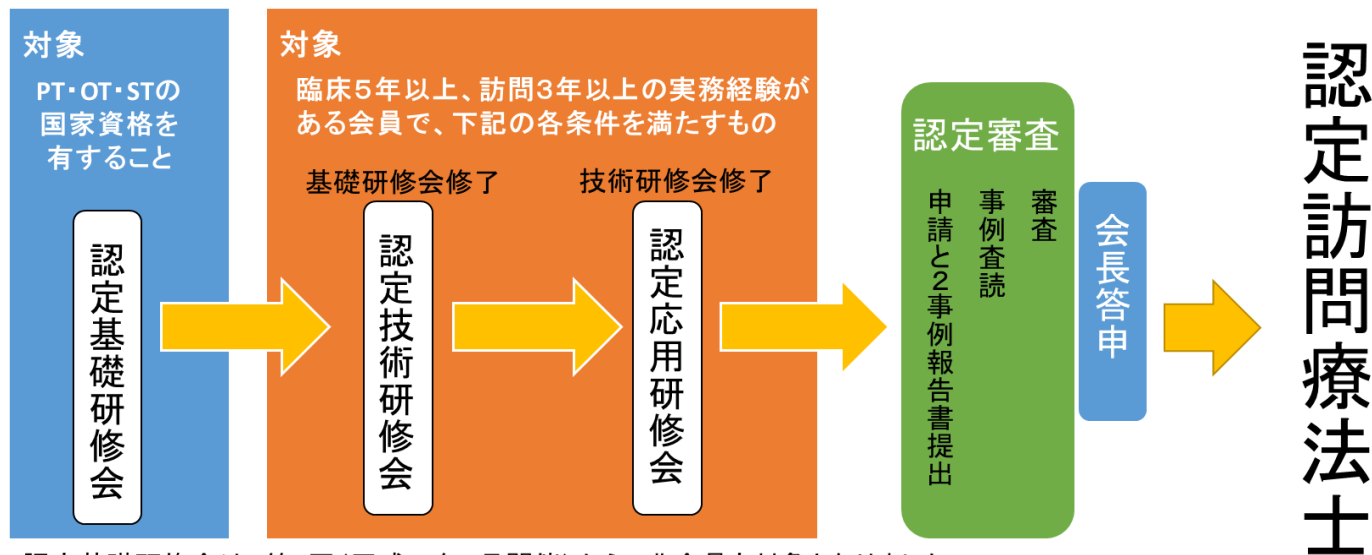 対象
PT・OT・STの
国家資格を
有すること
認定基礎研修会
対象
臨床5年以上、訪問3年以上の実務経験が
ある会員で、下記の各条件を満たすもの
基礎研修会修了
認定技術研修会
技術研修会修了
認定応用研修会
認定審査
申請と2事例報告書提出
事例査読
審査
会長答申
認定訪問療法士